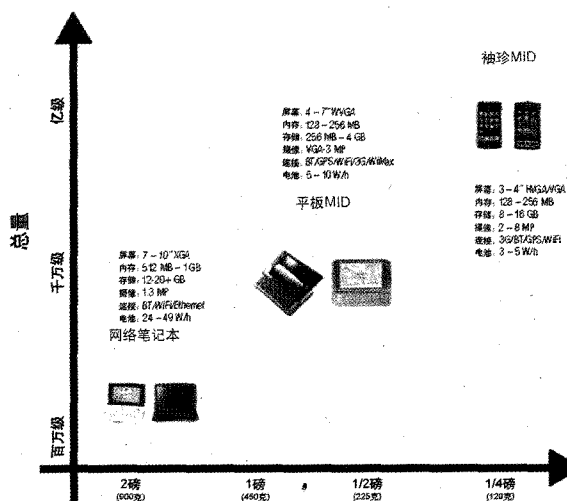 袖珍MID
亿级
屏幕：4～7"WVGA
内存：128～256 MB
存储：256 MB～4 GB
摄像：VGA-3 MP
连接：BT/GPS/WiFi/3G/WiMax
电池：5～10 W/h
平板MID
屏幕：3～4" HVGA/VGA
内存：128～256 MB
存储：8～16 GB
摄像：2～8 MP
连接：3G/BT/GPS/WiFi
电池：3～5 W/h
总量
千万级
屏幕：7～10"XGA
内存：512 MB～1GB
存储：12-20+ GB
摄像：1.3 MP
连接：BT/WiFi/Ethernet
电池：24～49 W/h
网络笔记本
百万级
2磅
(900克)
1磅
(450克)
1/2磅
(225克)
1/4磅
(120克)